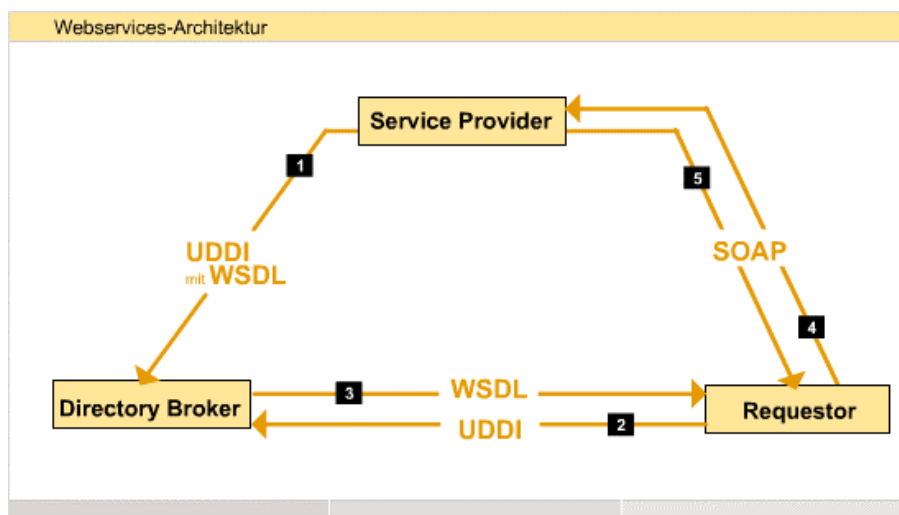 Webservices-Architektur
Service Provider
1
5
UDDI
mit WSDL
SOAP
4
Directory Broker
3
WSDL
Requestor
UDDI
2